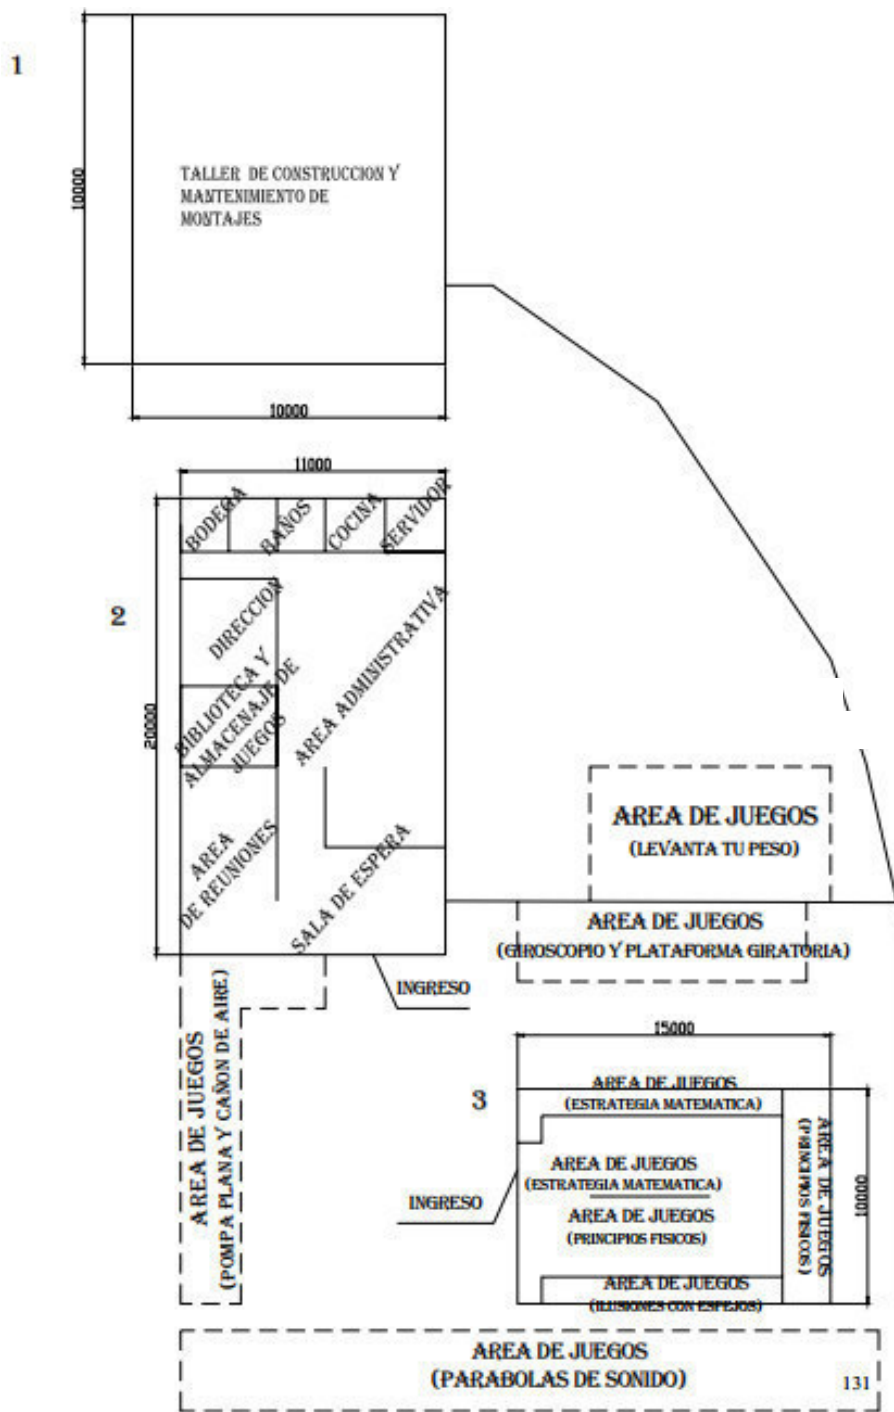 1
10000
TALLER DE CONSTRUCCION Y
MANTENIMIENTO DE
MONTAJES
10000
11000
BODEGA
BAÑOS
COCINA
SERVIDOR
2
20000
DIRECCION
BIBLIOTECA Y
ALMACENAJE DE
JUEGOS
AREA ADMINISTRATIVA
AREA
DE REUNIONES
SALA DE ESPERA
AREA DE JUEGOS
(LEVANTA TU PESO)
AREA DE JUEGOS
(GIROSCOPIO Y PLATAFORMA GIRATORIA)
INGRESO
AREA DE JUEGOS
(POMPA PLANA Y CAÑON DE AIRE)
15000
3
AREA DE JUEGOS
(ESTRATEGIA MATEMATICA)
AREA DE JUEGOS
(ESTRATEGIA MATEMATICA)
INGRESO
AREA DE JUEGOS
(PRINCIPIOS FISICOS)
AREA DE JUEGOS
(PRINCIPIOS FISICOS)
10000
AREA DE JUEGOS
(ILUSIONES CON ESPEJOS)
AREA DE JUEGOS
(PARABOLAS DE SONIDO)
131